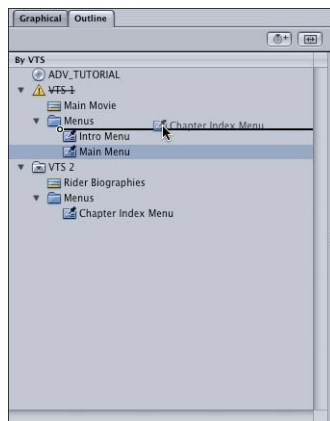 Graphical Outline
By VTS
ADV_TUTORIAL
VTS 1
Main Movie
Menus
Chapter Index Menu
Intro Menu
Main Menu
VTS 2
Rider Biographies
Menus
Chapter Index Menu